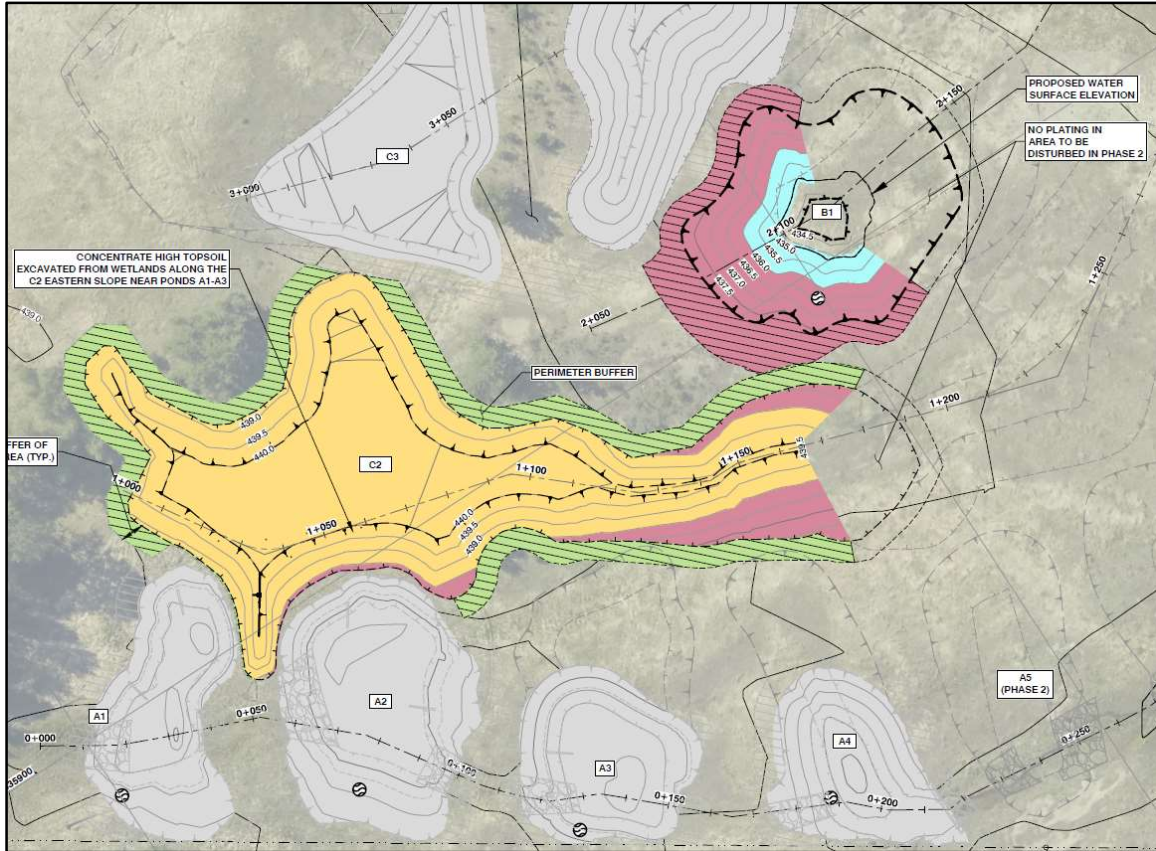 PROPOSED WATER
SURFACE ELEVATION
NO PLATING IN
AREA TO BE
DISTURBED IN PHASE 2
2+150
3+050
C3
3+000
B1
2+100
434.5
435.0
435.5
436.0
436.5
437.0
437.5
1+250
CONCENTRATE HIGH TOPSOIL
EXCAVATED FROM WETLANDS ALONG THE
C2 EASTERN SLOPE NEAR PONDS A1-A3
439.0
2+050
PERIMETER BUFFER
1+200
439.0
439.5
440.0
FFER OF
REA (TYP.)
C2
1+150
439.5
1+000
1+100
1+050
440.0
439.5
439.0
A5
(PHASE 2)
A1
A2
0+050
0+000
0+250
A4
A3
0+100
0+150
0+200
35900